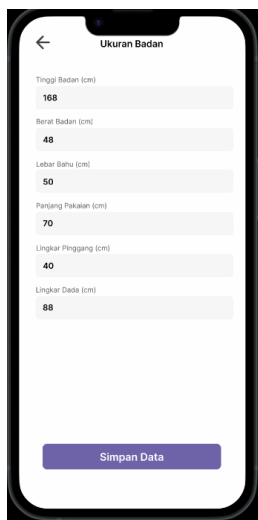 Ukuran Badan
Tinggi Badan (cm)
168
Berat Badan (cm)
48
Lebar Bahu (cm)
50
Panjang Pakaian (cm)
70
Lingkar Pinggang (cm)
40
Lingkar Dada (cm)
88
Simpan Data